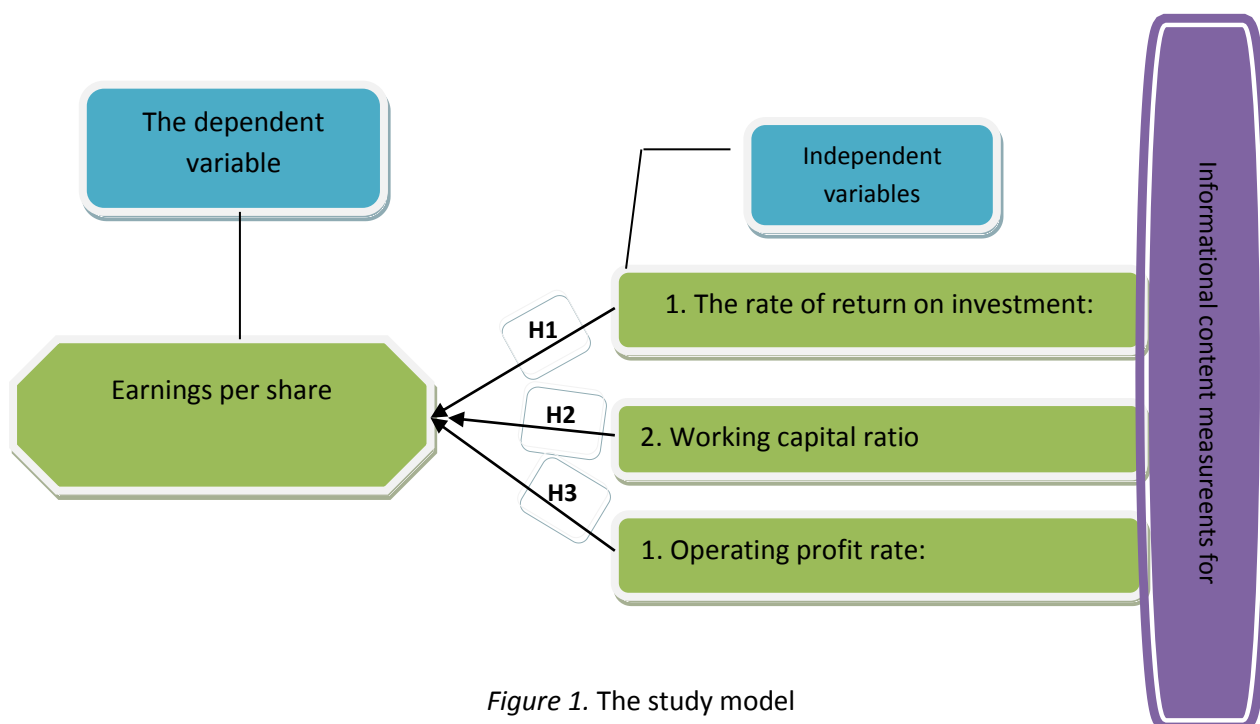 The dependent
variable
Independent
variables
Earnings per share
H1
H2
H3
1. The rate of return on investment:
2. Working capital ratio
1. Operating profit rate:
Informational content measureents for
Figure 1. The study model